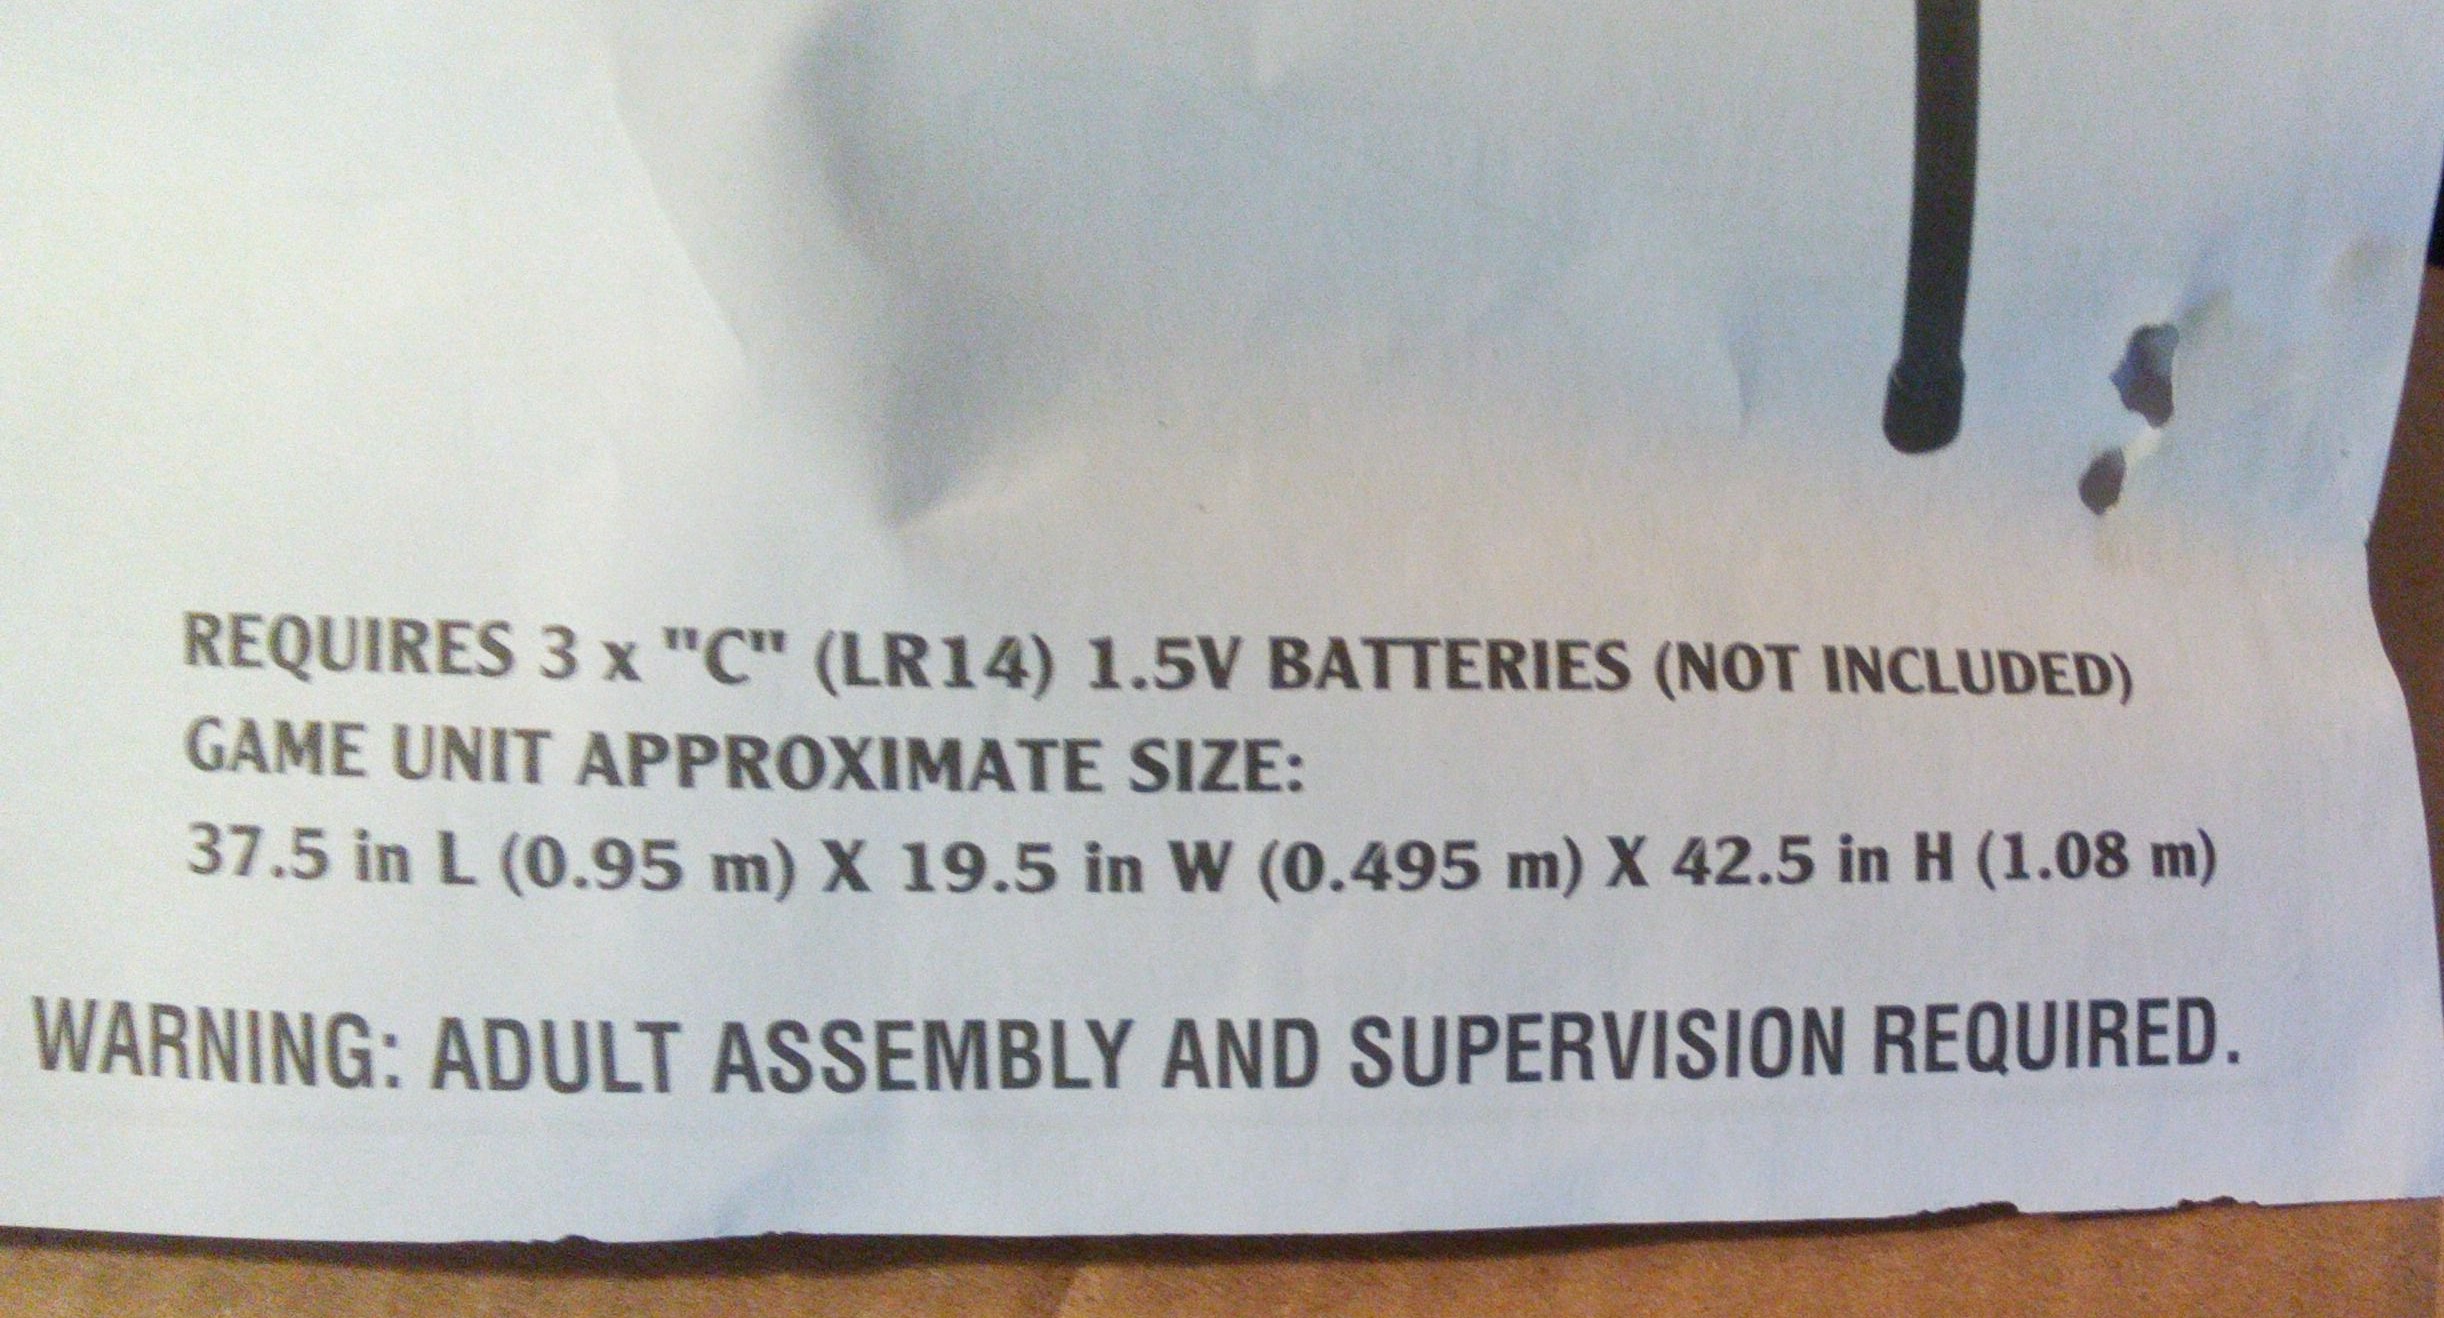 REQUIRES 3 x "C" (LR14) 1.5V BATTERIES (NOT INCLUDED)
GAME UNIT APPROXIMATE SIZE:
37.5 in L (0.95 m) X 19.5 in W (0.495 m) X 42.5 in H (1.08 m)
WARNING: ADULT ASSEMBLY AND SUPERVISION REQUIRED.